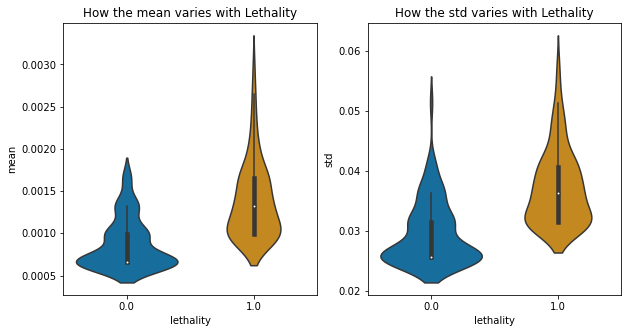 How the mean varies with Lethality
mean
0.0030
0.0025
0.0020
0.0015
0.0010
0.0005
0.0
1.0
lethality
How the std varies with Lethality
std
0.06
0.05
0.04
0.03
0.02
0.0
1.0
lethality